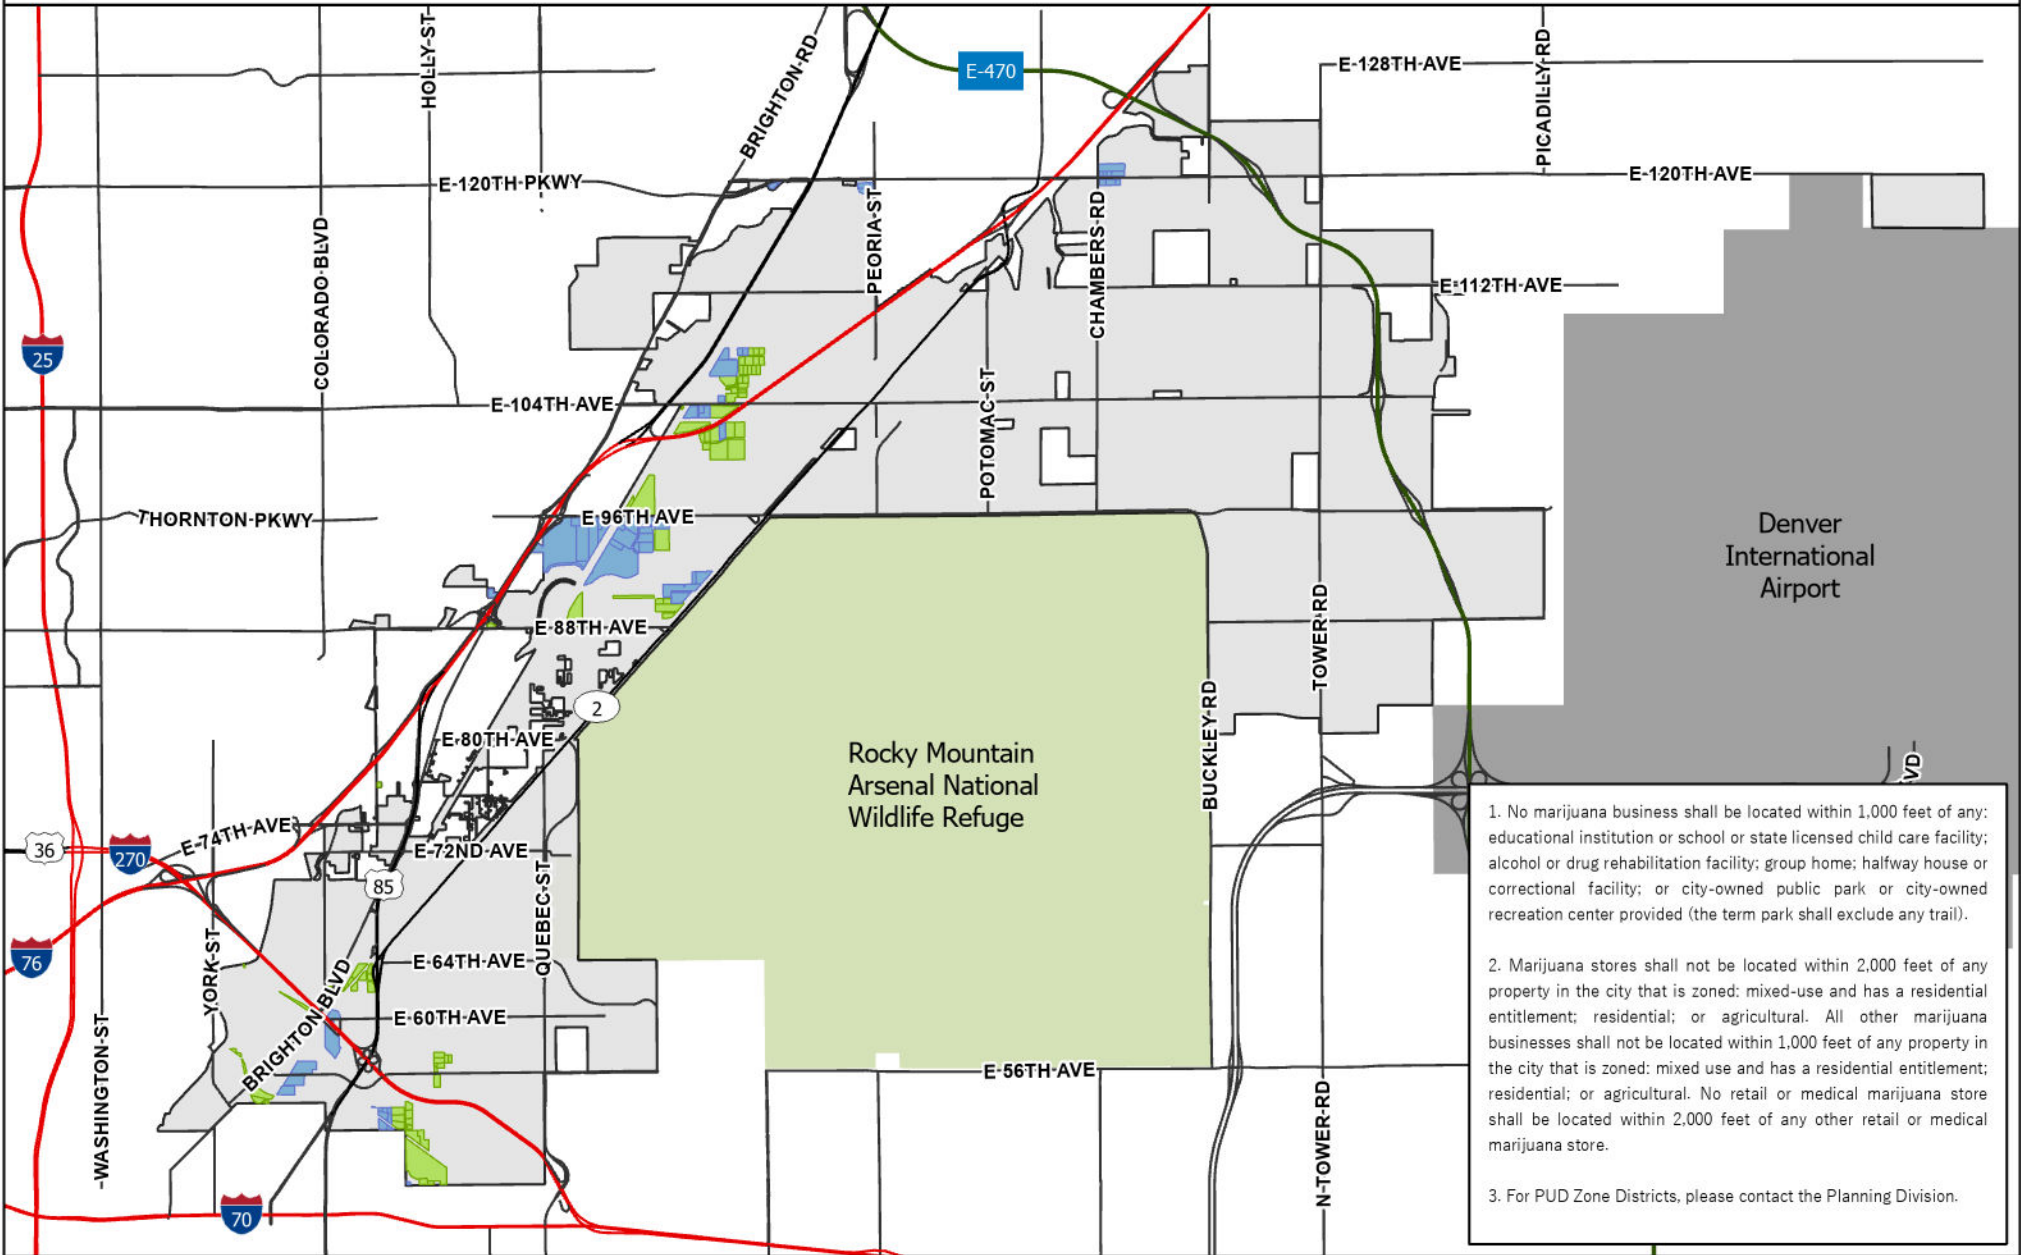 HOLLY-ST
BRIGHTON-RD
E-470
E-128TH-AVE
PICADILLY-RD
E-120TH-PKWY
E-120TH-AVE
COLORADO-BLVD
PEORIA-ST
CHAMBERS-RD
E-112TH-AVE
25
E-104TH-AVE
POTOMAC-ST
THORNTON-PKWY
E 96TH AVE
Denver
International
Airport
E-88TH-AVE
TOWER-RD
2
BUCKLEY-RD
E-80TH-AVE
Rocky Mountain
Arsenal National
Wildlife Refuge
VD
36
270
E-74TH-AVE
E-72ND-AVE
85
QUEBEC-ST
76
YORK-ST
E-64TH-AVE
BRIGHTON-BLVD
E-60TH-AVE
WASHINGTON-ST
E 56TH AVE
N-TOWER-RD
70
1. No marijuana business shall be located within 1,000 feet of any:
educational institution or school or state licensed child care facility;
alcohol or drug rehabilitation facility; group home; halfway house or
correctional facility; or city-owned public park or city-owned
recreation center provided (the term park shall exclude any trail).
2. Marijuana stores shall not be located within 2,000 feet of any
property in the city that is zoned: mixed-use and has a residential
entitlement; residential; or agricultural. All other marijuana
businesses shall not be located within 1,000 feet of any property in
the city that is zoned: mixed use and has a residential entitlement;
residential; or agricultural. No retail or medical marijuana store
shall be located within 2,000 feet of any other retail or medical
marijuana store.
3. For PUD Zone Districts, please contact the Planning Division.